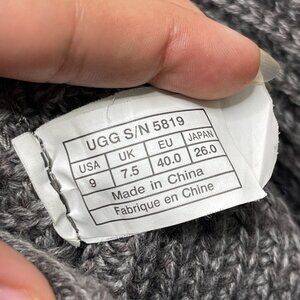 UGG S/N 5819
USA UK EU JAPAN
9 7.5 40.0 26.0
Made in China
Fabrique en Chine